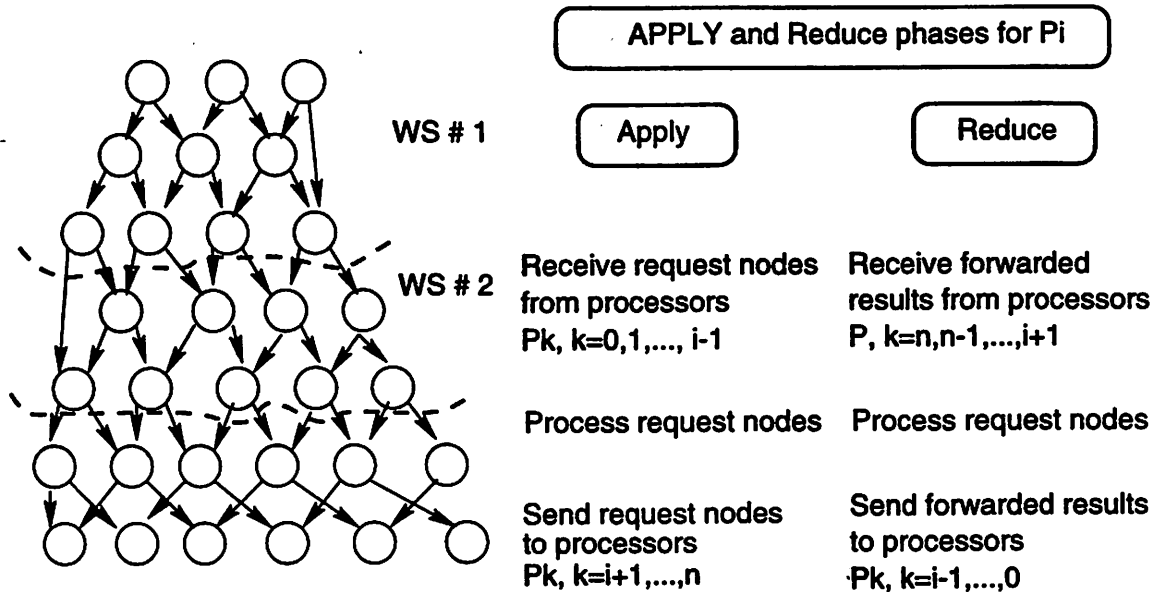 APPLY and Reduce phases for Pi
WS # 1
Apply
Reduce
WS # 2
Receive request nodes
from processors
Pk, k=0,1,..., i-1
Receive forwarded
results from processors
P, k=n,n-1,...,i+1
Process request nodes
Process request nodes
Send request nodes
to processors
Pk, k=i+1,...,n
Send forwarded results
to processors
Pk, k=i-1,...,0